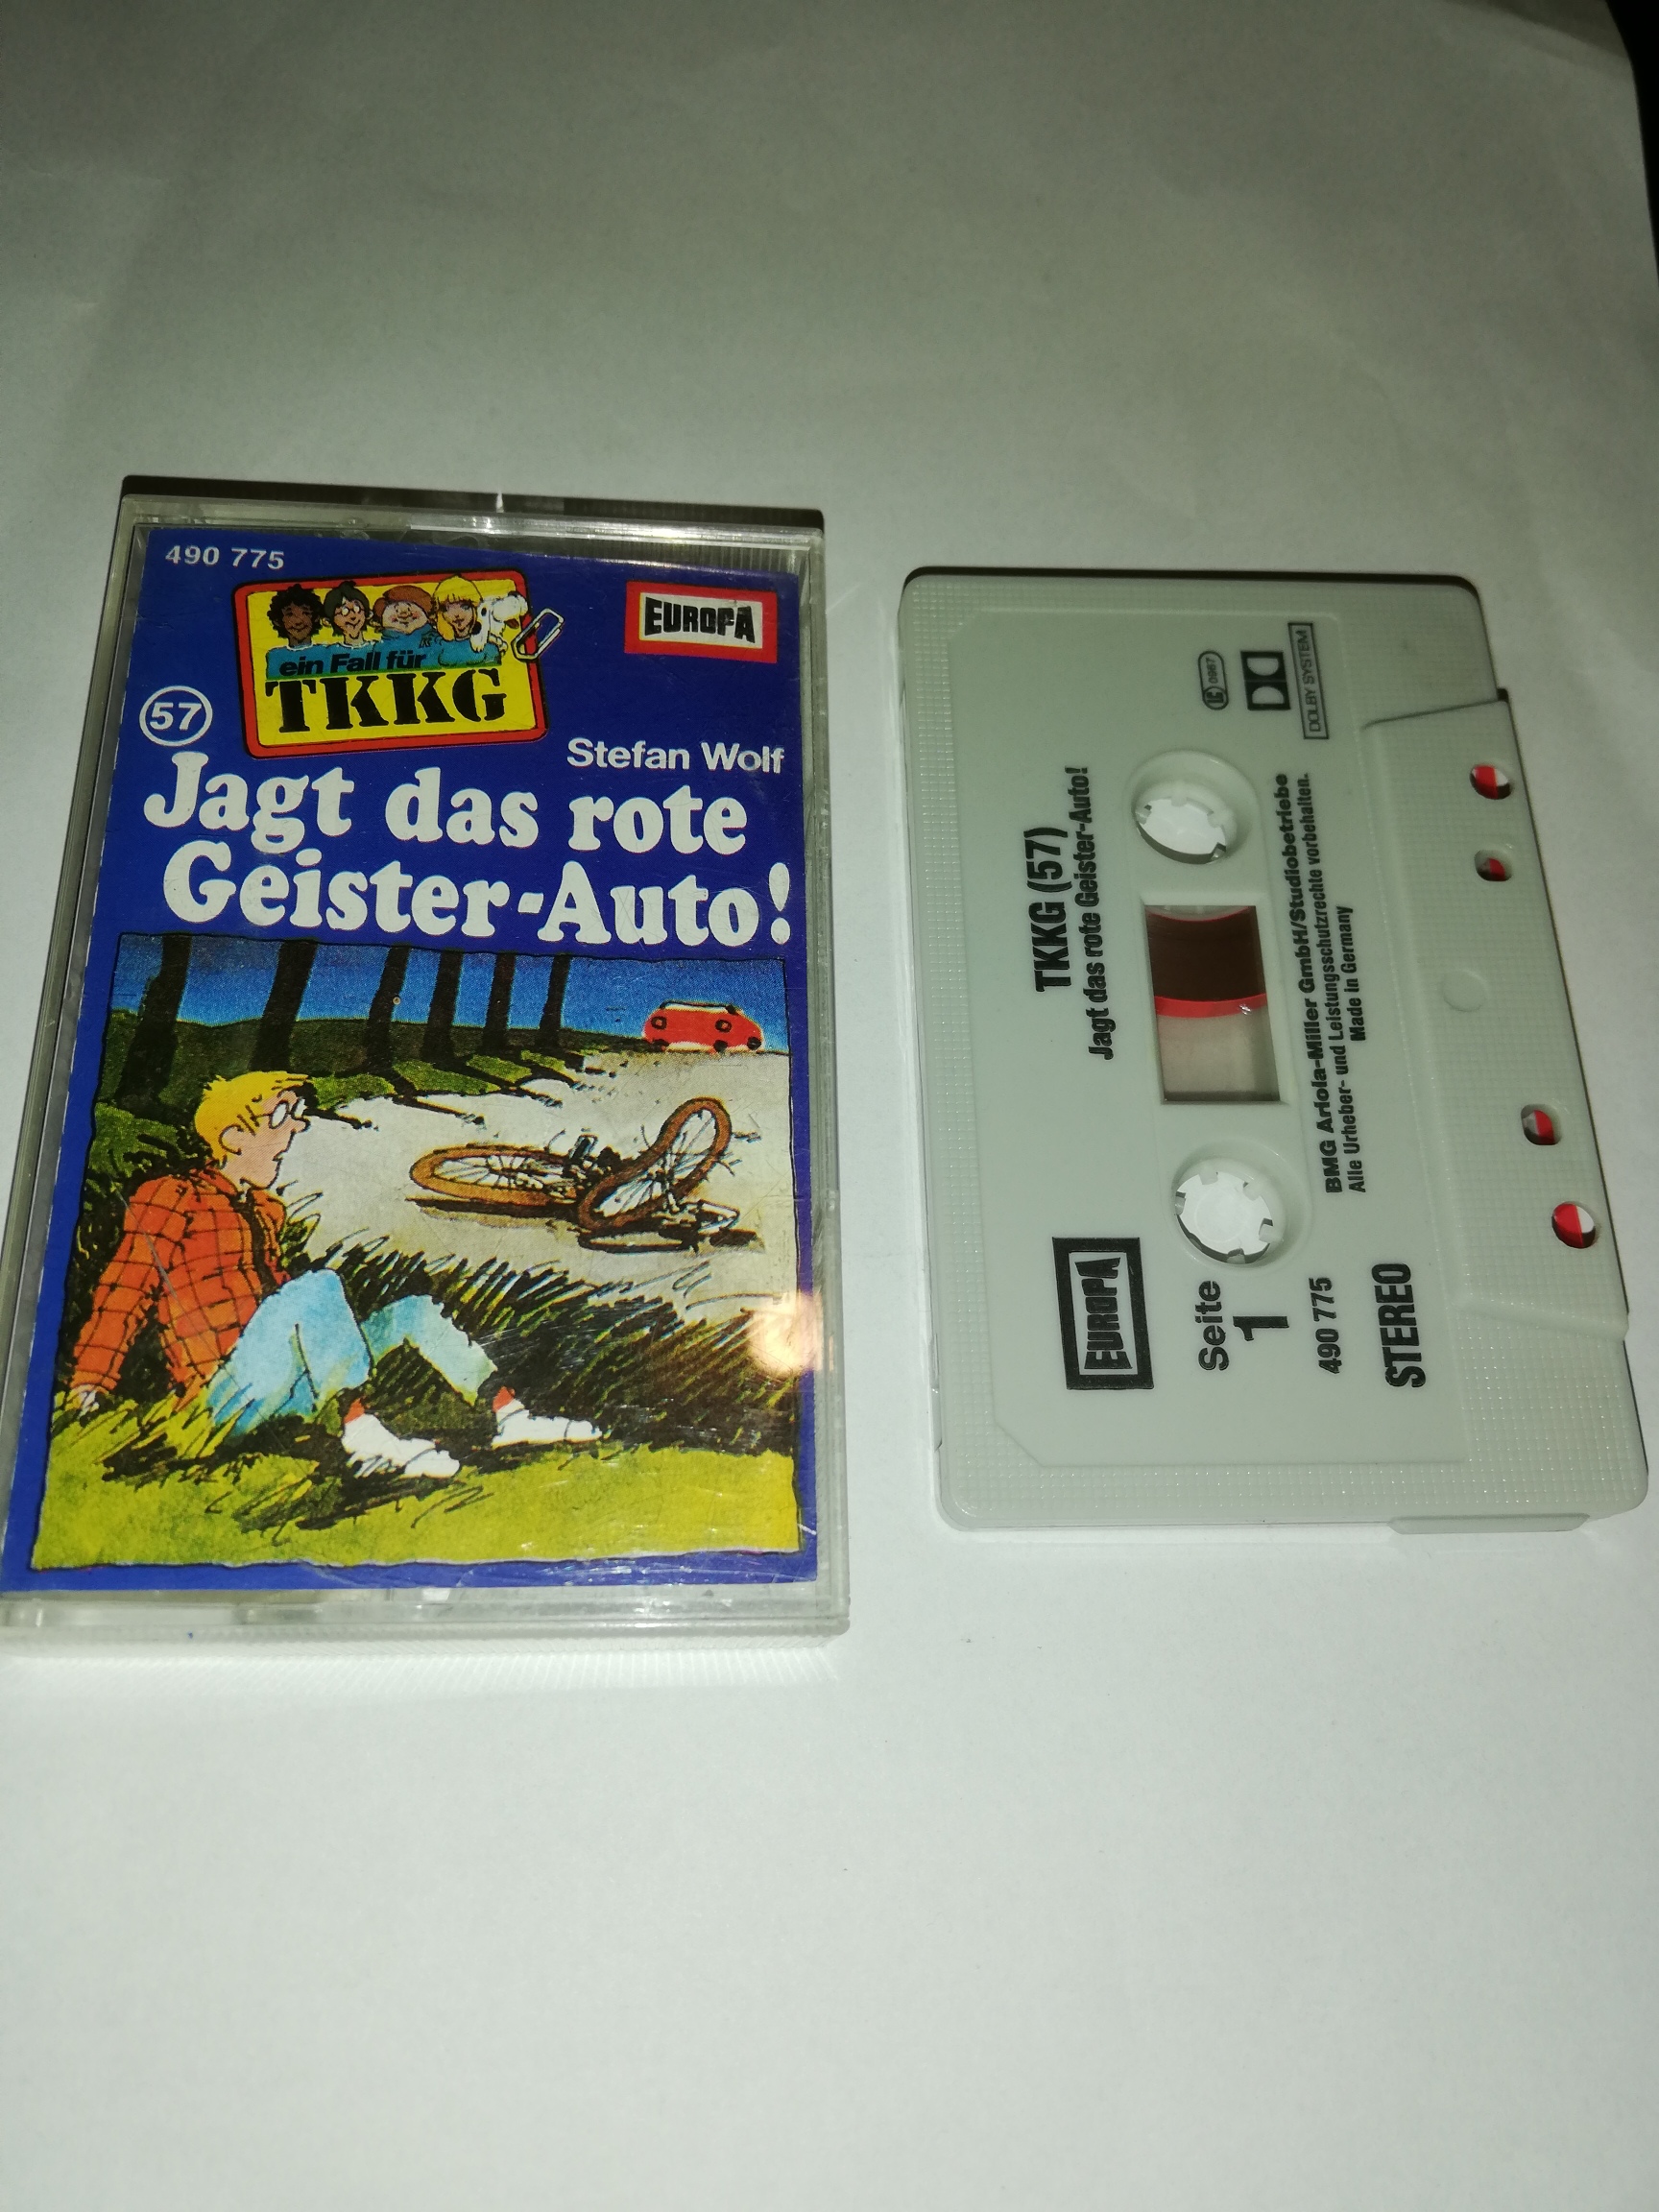 490 775
ein Fall für
TKKG
EUROPA
57
Stefan Wolf
Jagt das rote
Geister-Auto!
TKKG (57)
Jagt das rote Geister-Auto!
EUROPA
Seite
1
490 775
STEREO
LC 0987
DOLBY SYSTEM
BMG Ariola-Miller GmbH/Studiobetriebe
Alle Urheber- und Leistungsschutzrechte vorbehalten.
Made in Germany